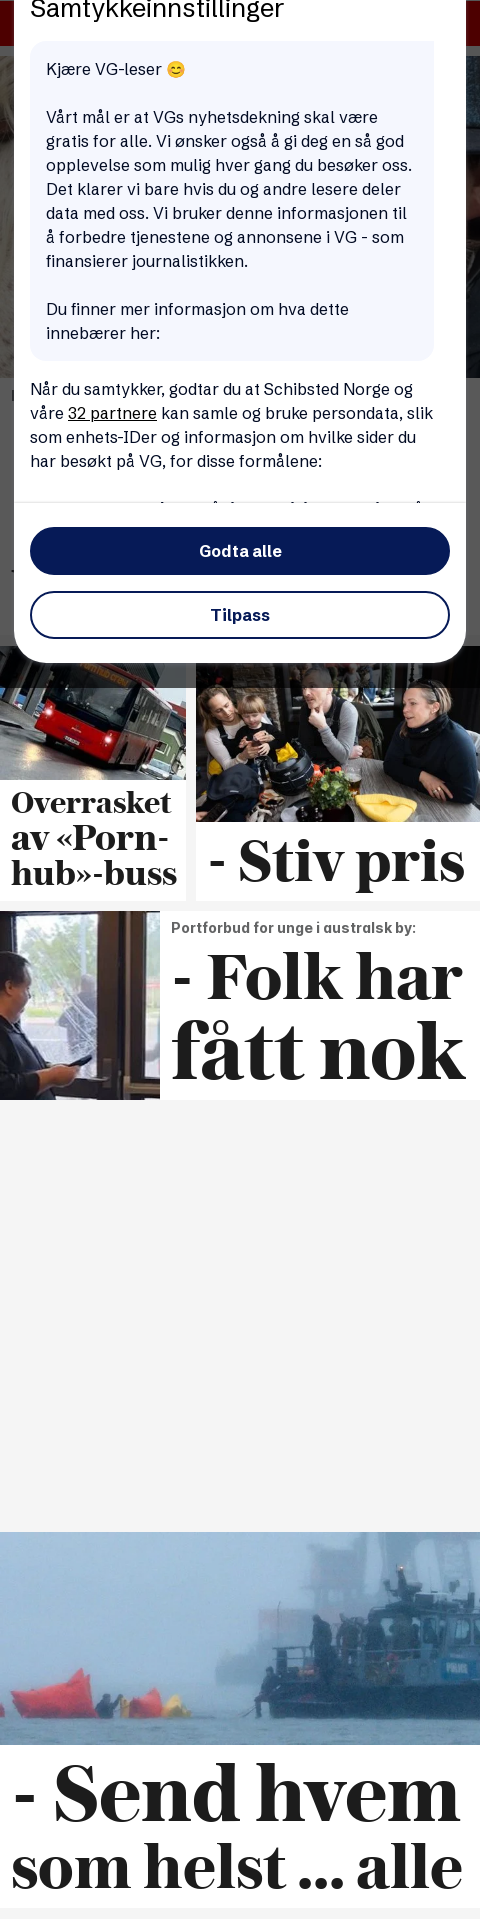 Samtykkeinnstillinger
Kjære VG-leser 😊
Vårt mål er at VGs nyhetsdekning skal være
gratis for alle. Vi ønsker også å gi deg en så god
opplevelse som mulig hver gang du besøker oss.
Det klarer vi bare hvis du og andre lesere deler
data med oss. Vi bruker denne informasjonen til
å forbedre tjenestene og annonsene i VG - som
finansierer journalistikken.
Du finner mer informasjon om hva dette
innebærer her:
Når du samtykker, godtar du at Schibsted Norge og
våre 32 partnere kan samle og bruke persondata, slik
som enhets-IDer og informasjon om hvilke sider du
har besøkt på VG, for disse formålene:
Godta alle
Tilpass
Overrasket
av «Porn-
hub»-buss
- Stiv pris
Portforbud for unge i australsk by:
- Folk har
fått nok
- Send hvem
som helst ... alle